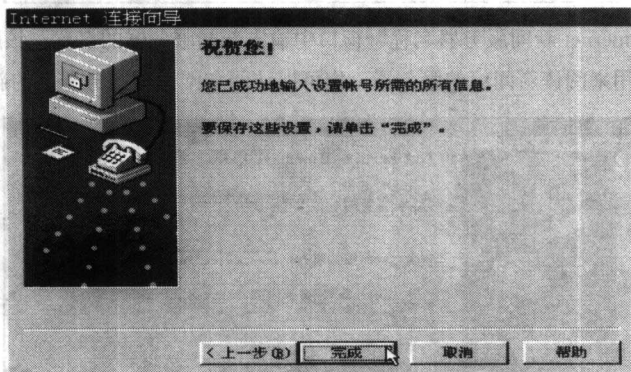 Internet 连接向导
祝贺您!
您已成功地输入设置帐号所需的所有信息。
要保存这些设置，请单击“完成”。
< 上一步(B)
完成
取消
帮助